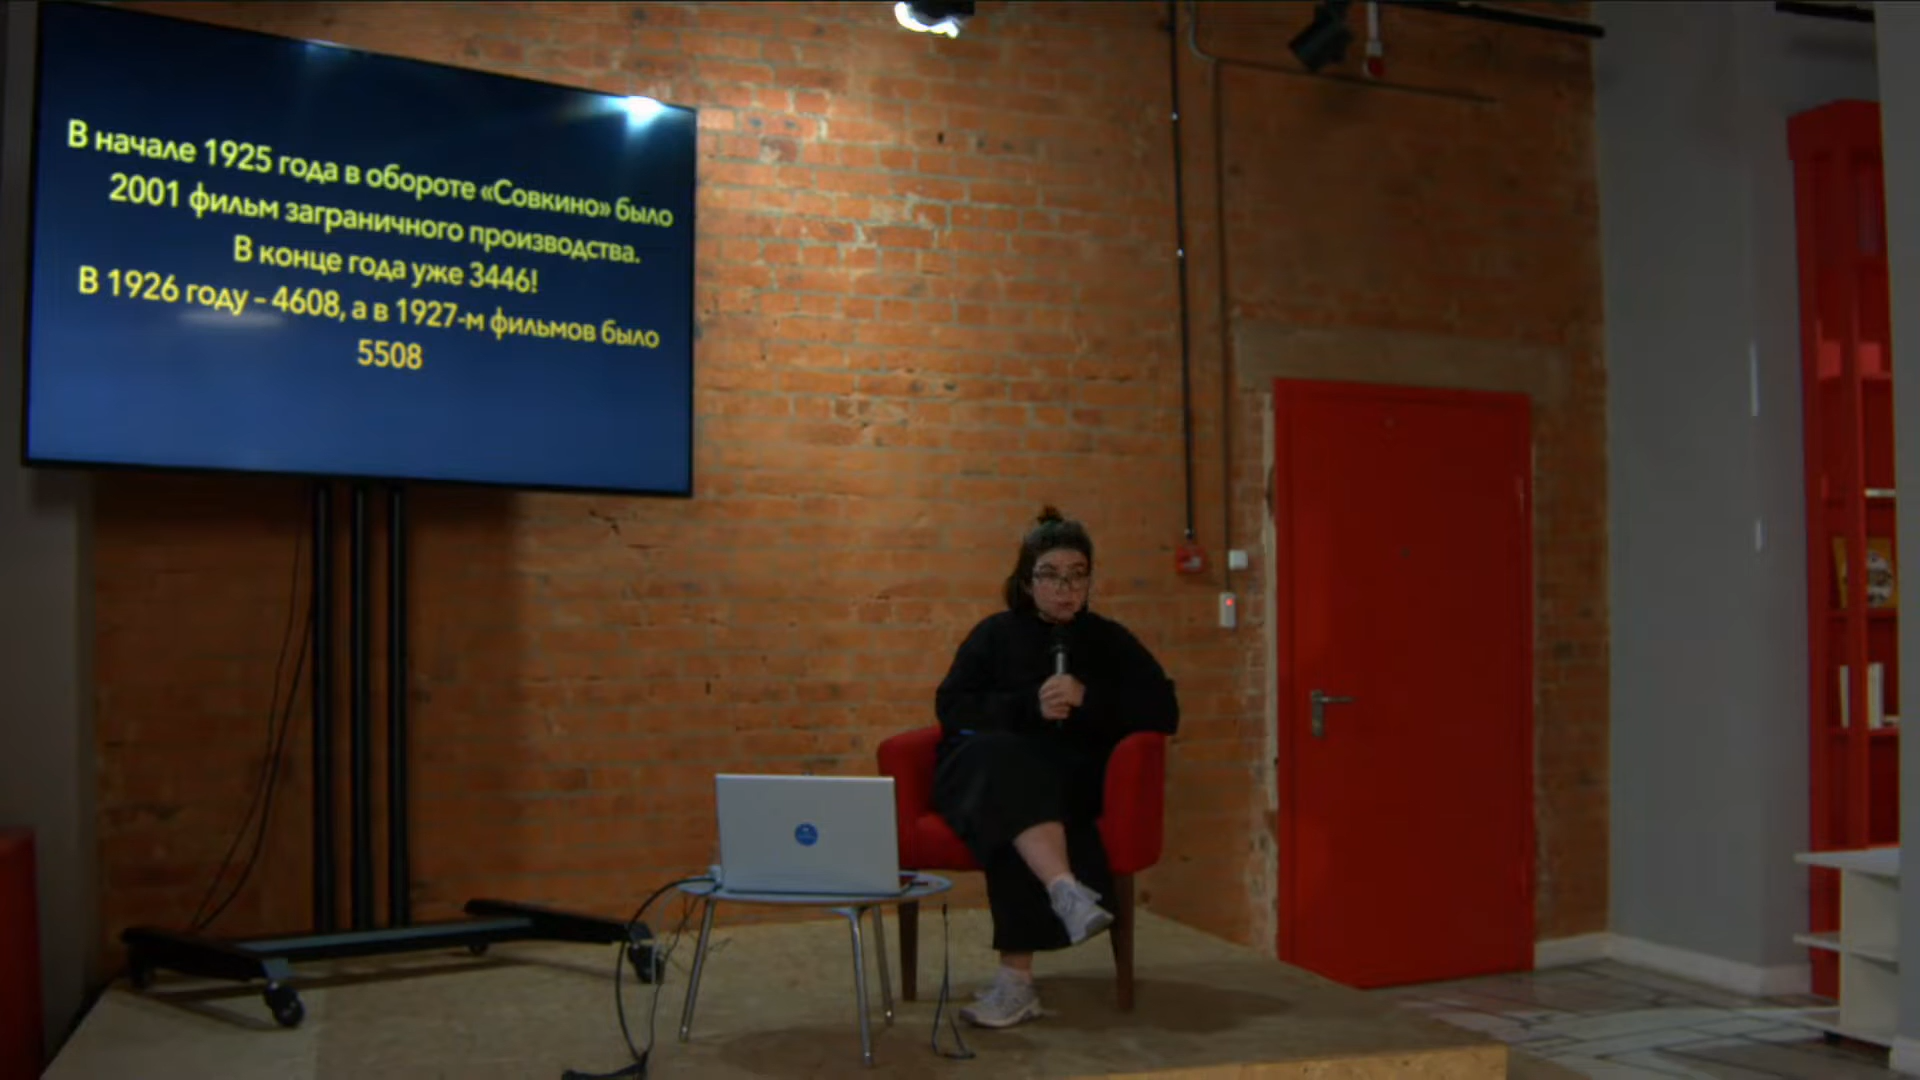 В начале 1925 года в обороте «Совкино» было
2001 фильм заграничного производства.
В конце года уже 3446!
В 1926 году - 4608, а в 1927-м фильмов было
5508